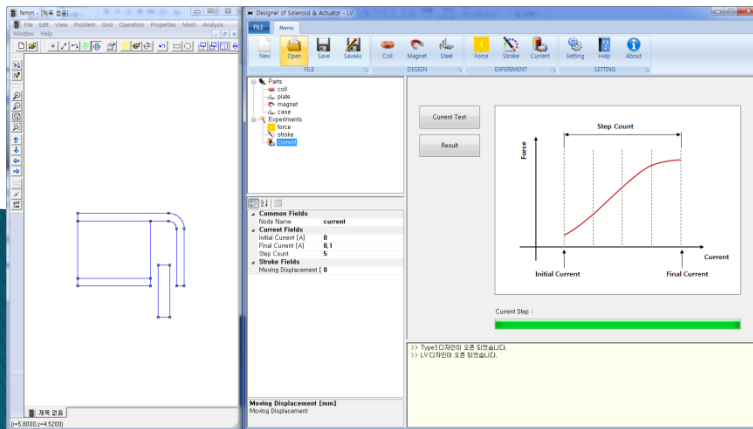 femm - [제목 없음]
File Edit View Problem Grid Operation Properties Mesh Analysis
Window Help
제목 없음
(r=5.8000,z=4.5200)
Designer of Solenoid & Actuator - LV
FILE Menu
New Open Save SaveAs Coil Magnet Steel Force Stroke Current Setting Help About
FILE DESIGN EXPERIMENT SETTING
Parts
coil
plate
magnet
case
Experiments
force
stroke
current
Common Fields
Node Name current
Current Fields
Initial Current [A] 0
Final Current [A] 0,1
Step Count 5
Stroke Fields
Moving Displacement [ 0
Moving Displacement [mm]
Moving Displacement
Current Test
Result
Step Count
Force
Current
Initial Current Final Current
Current Step :
>> Type3 디자인이 오픈 되었습니다.
>> LV 디자인이 오픈 되었습니다.